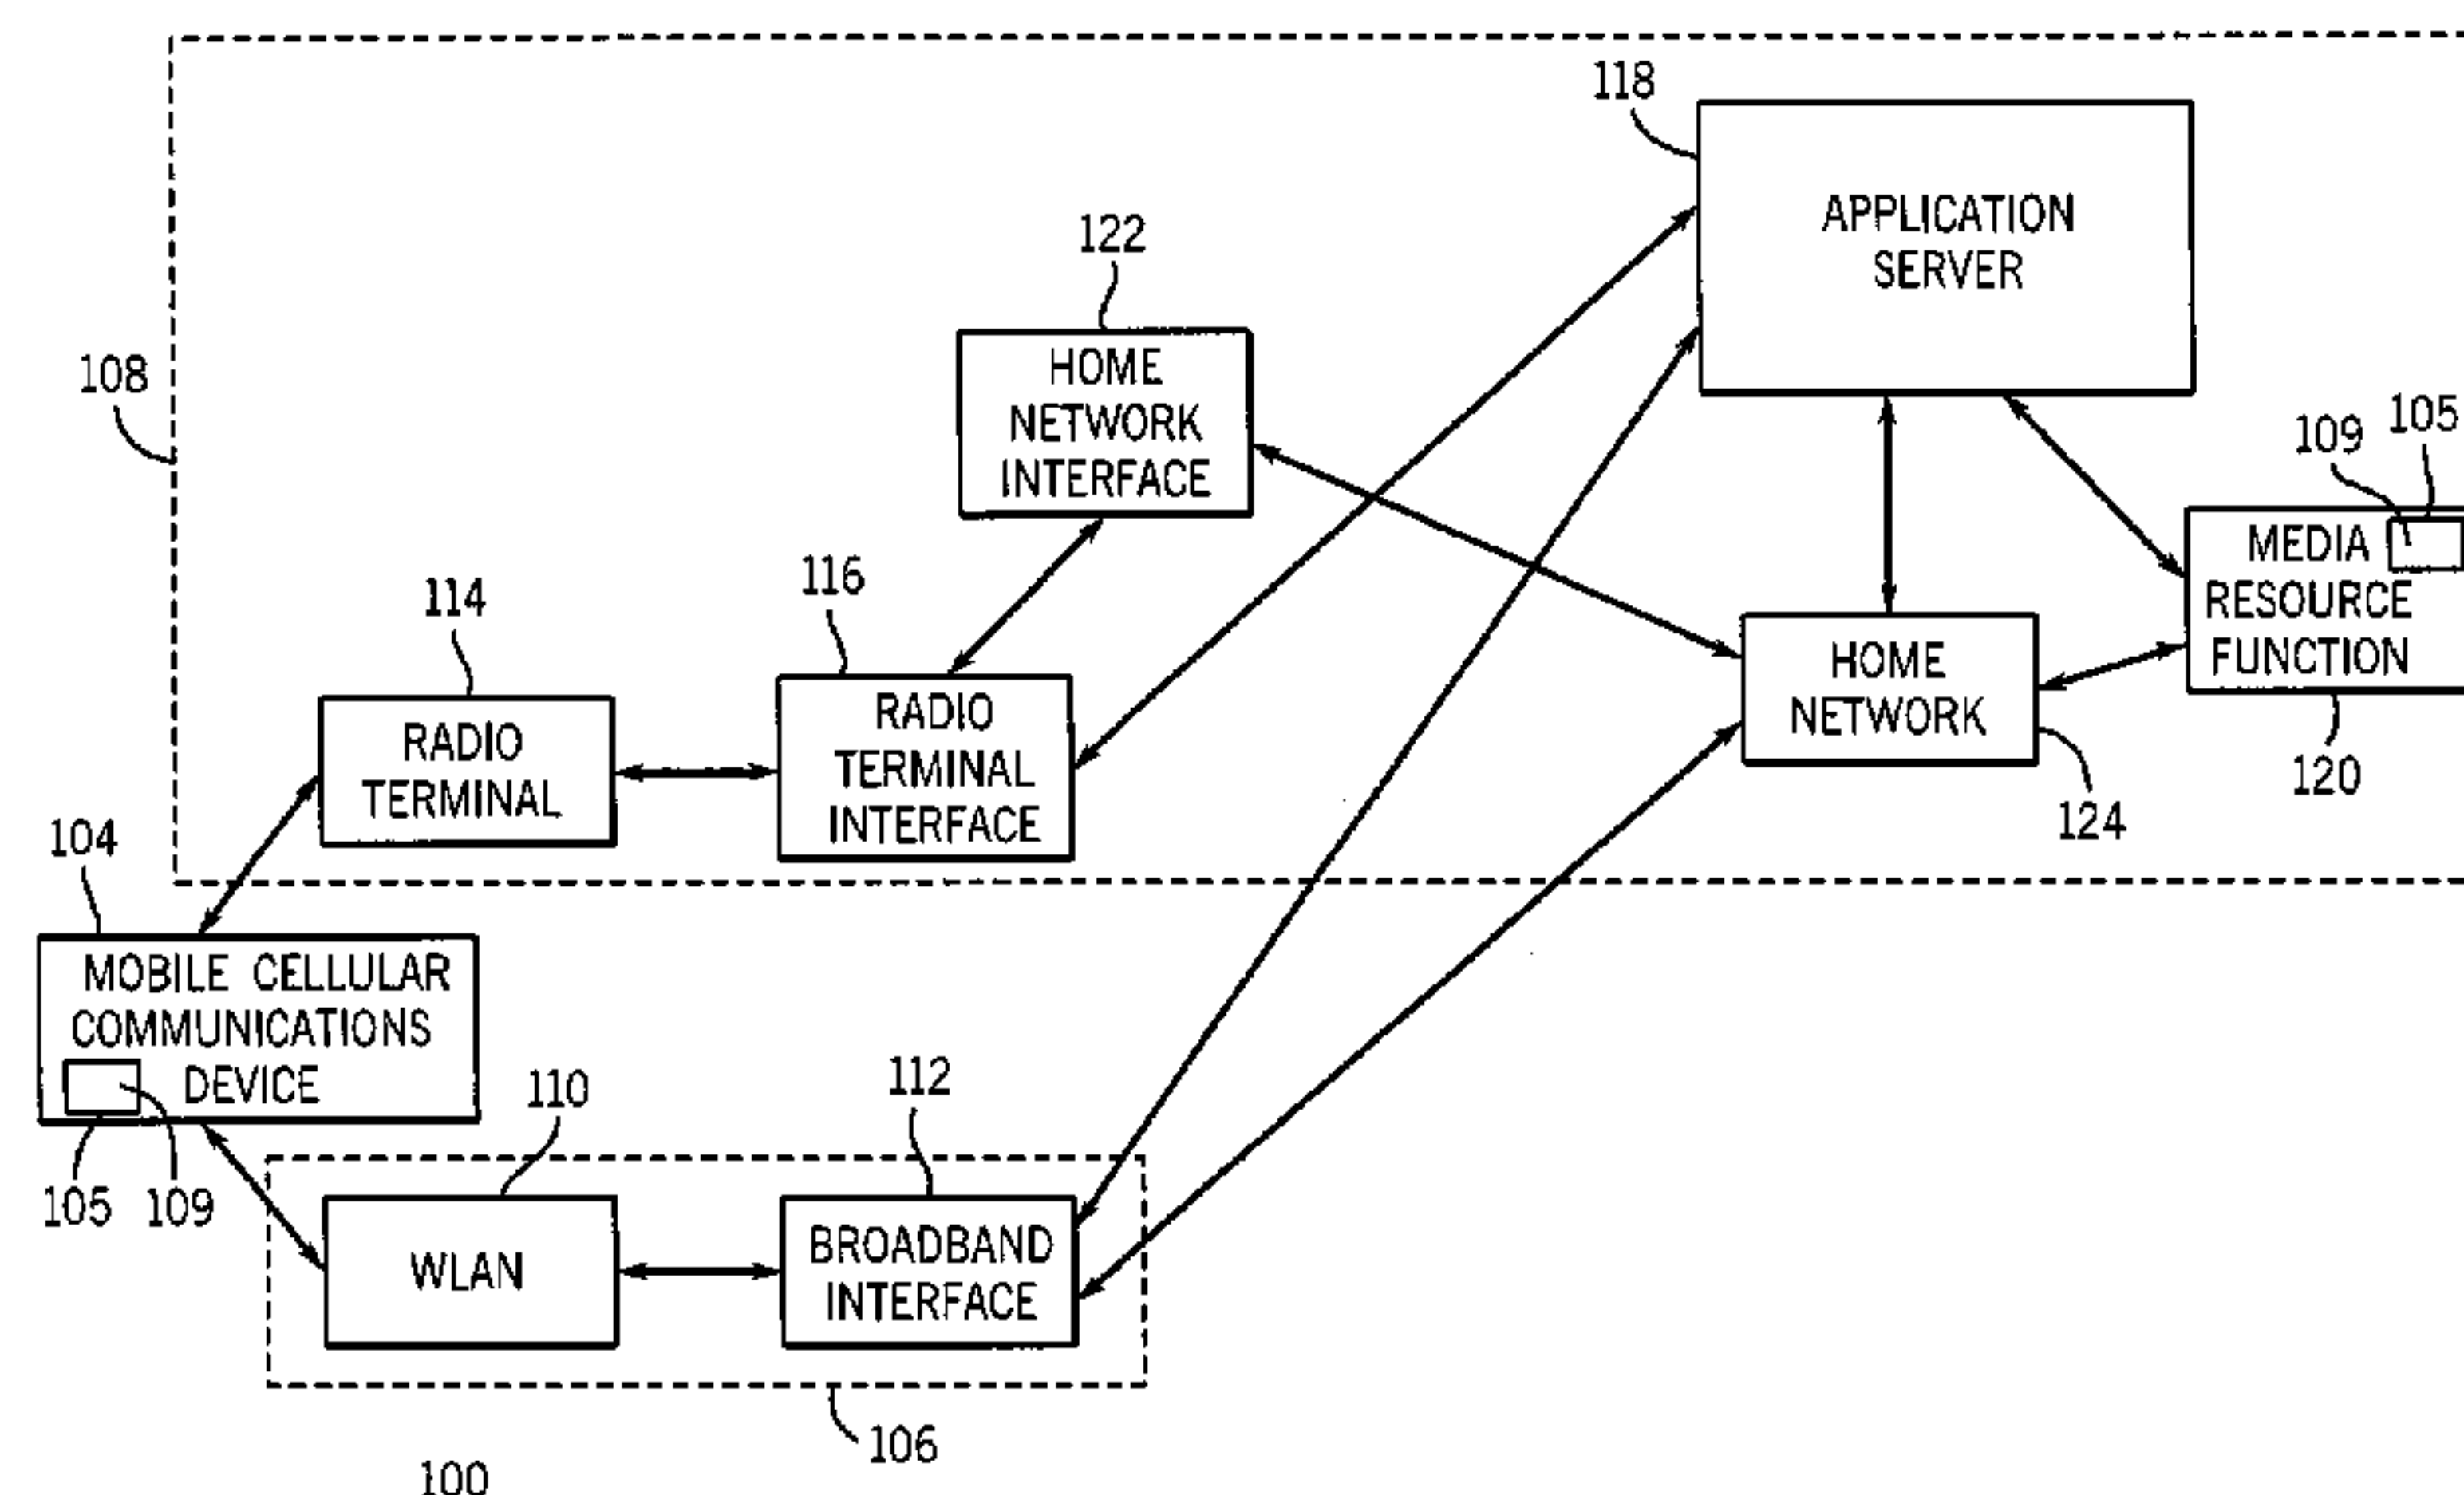 118
APPLICATION
SERVER
122
HOME
NETWORK
INTERFACE
108
109 105
MEDIA
RESOURCE
FUNCTION
120
116
114
RADIO
TERMINAL
RADIO
TERMINAL
INTERFACE
HOME
NETWORK
124
104
MOBILE CELLULAR
COMMUNICATIONS
DEVICE
105 109
110
112
WLAN
BROADBAND
INTERFACE
106
100